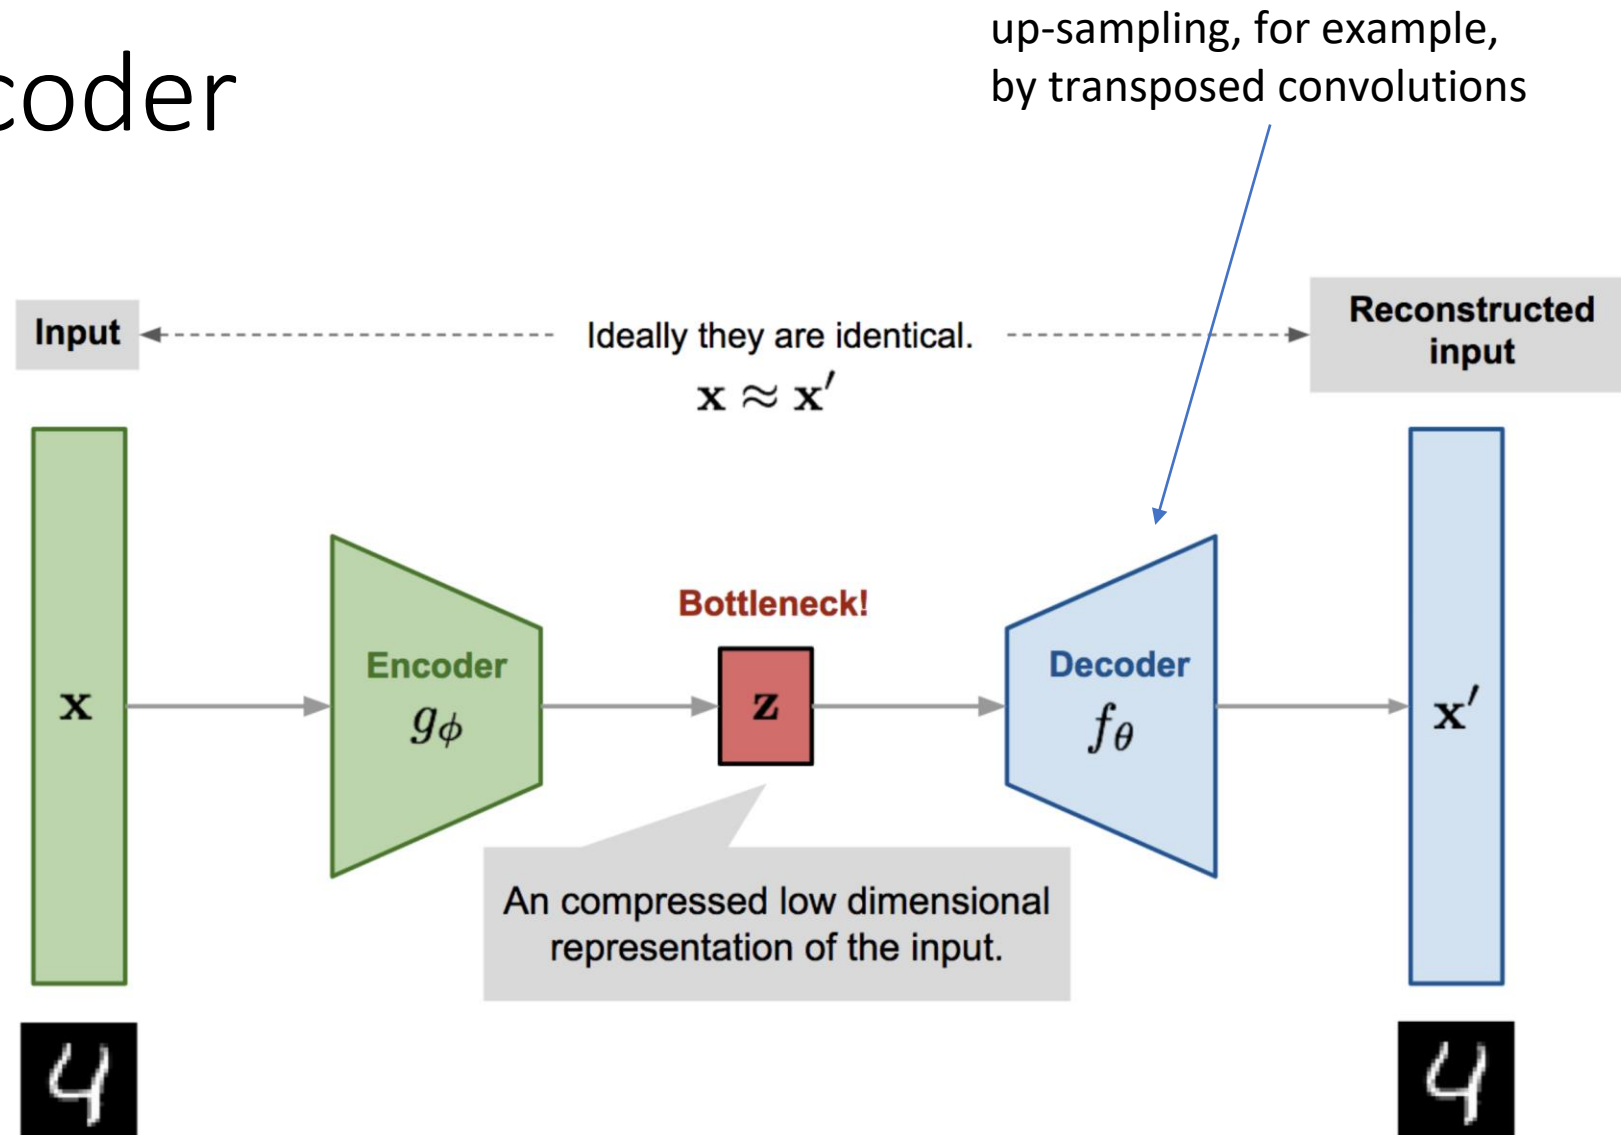 coder
up-sampling, for example,
by transposed convolutions
Input
Ideally they are identical.
x ≈ x′
Reconstructed
input
Bottleneck!
x
Encoder
gϕ
z
Decoder
fθ
x′
An compressed low dimensional
representation of the input.
4
4